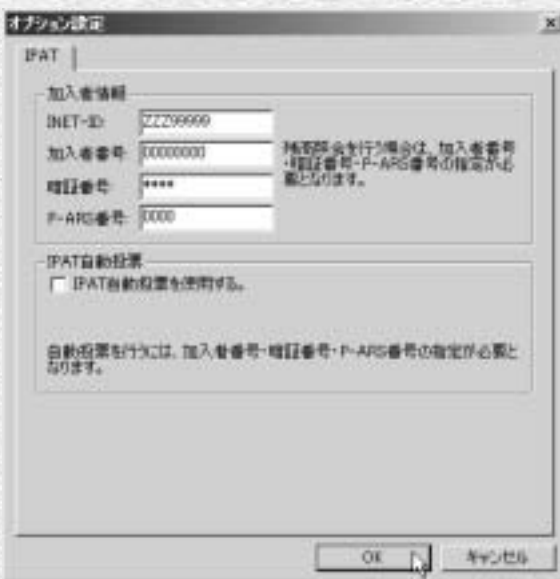 オプション設定
IPAT
加入者情報
INET-ID: ZZZ99999
加入者番号: 00000000
暗証番号: ****
P-ARS番号: 0000
残高照会を行う場合は、加入者番号
・暗証番号・P-ARS番号の指定が必
要となります。
IPAT自動投票
IPAT自動投票を使用する。
自動投票を行うには、加入者番号・暗証番号・P-ARS番号の指定が必要と
なります。
OK
キャンセル